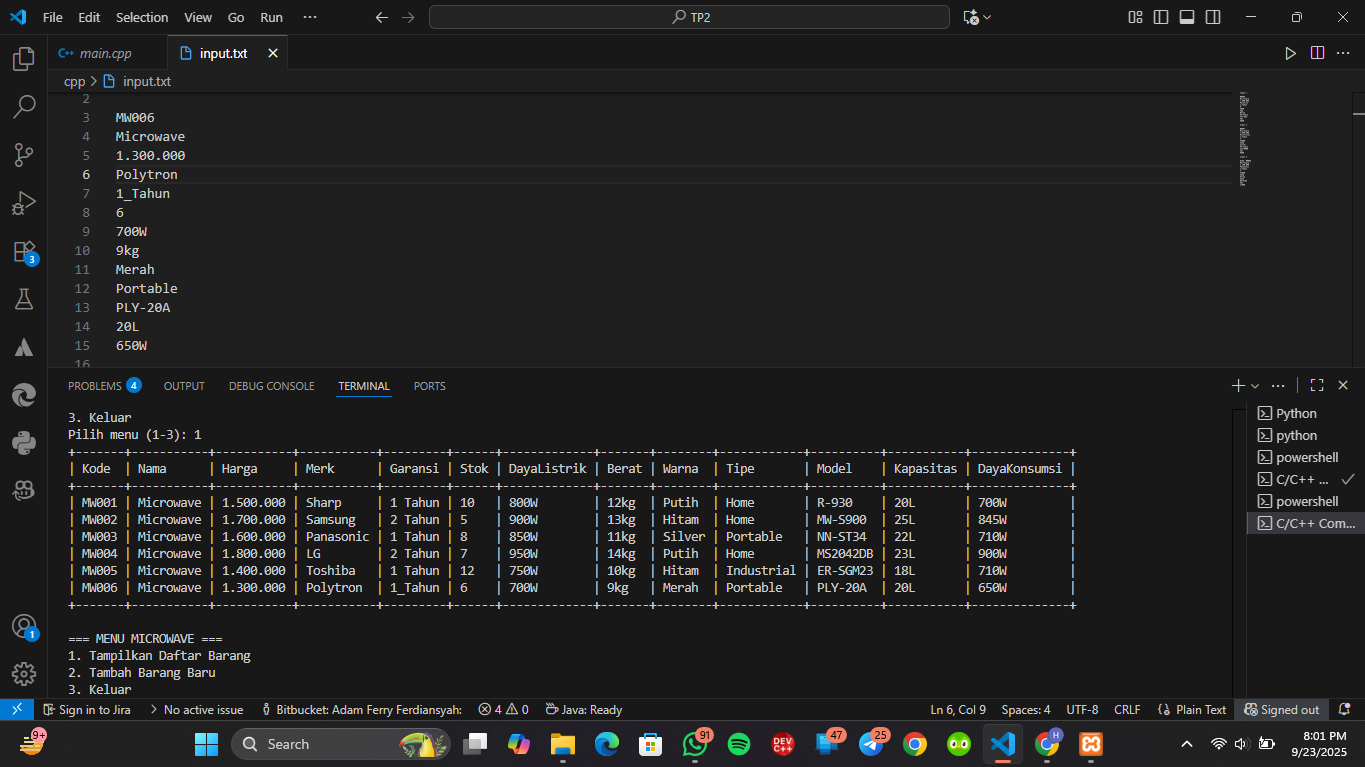 File Edit Selection View Go Run ··· TP2
main.cpp input.txt
cpp > input.txt
2
3 MW006
4 Microwave
5 1.300.000
6 Polytron
7 1_Tahun
8 6
9 700W
10 9kg
11 Merah
12 Portable
13 PLY-20A
14 20L
15 650W
16
PROBLEMS 4 OUTPUT DEBUG CONSOLE TERMINAL PORTS
3. Keluar
Pilih menu (1-3): 1
+-------+-----------+-----------+-----------+----------+------+-------------+-------+--------+------------+----------+-----------+-------------+
| Kode | Nama | Harga | Merk | Garansi | Stok | DayaListrik | Berat | Warna | Tipe | Model | Kapasitas | DayaKonsumsi |
+-------+-----------+-----------+-----------+----------+------+-------------+-------+--------+------------+----------+-----------+-------------+
| MW001 | Microwave | 1.500.000 | Sharp | 1 Tahun | 10 | 800W | 12kg | Putih | Home | R-930 | 20L | 700W |
| MW002 | Microwave | 1.700.000 | Samsung | 2 Tahun | 5 | 900W | 13kg | Hitam | Home | MW-S900 | 25L | 845W |
| MW003 | Microwave | 1.600.000 | Panasonic | 1 Tahun | 8 | 850W | 11kg | Silver | Portable | NN-ST34 | 22L | 710W |
| MW004 | Microwave | 1.800.000 | LG | 2 Tahun | 7 | 950W | 14kg | Putih | Home | MS2042DB | 23L | 900W |
| MW005 | Microwave | 1.400.000 | Toshiba | 1 Tahun | 12 | 750W | 10kg | Hitam | Industrial | ER-SGM23 | 18L | 710W |
| MW006 | Microwave | 1.300.000 | Polytron | 1_Tahun | 6 | 700W | 9kg | Merah | Portable | PLY-20A | 20L | 650W |
+-------+-----------+-----------+-----------+----------+------+-------------+-------+--------+------------+----------+-----------+-------------+
=== MENU MICROWAVE ===
1. Tampilkan Daftar Barang
2. Tambah Barang Baru
3. Keluar
Python
python
powershell
C/C++ ...
powershell
C/C++ Com...
3
1
Sign in to Jira No active issue Bitbucket: Adam Ferry Ferdiansyah: 4 0 Java: Ready Ln 6, Col 9 Spaces: 4 UTF-8 CRLF {} Plain Text Signed out
9+ Search DEV C++ 91 47 25 H 8:01 PM
9/23/2025